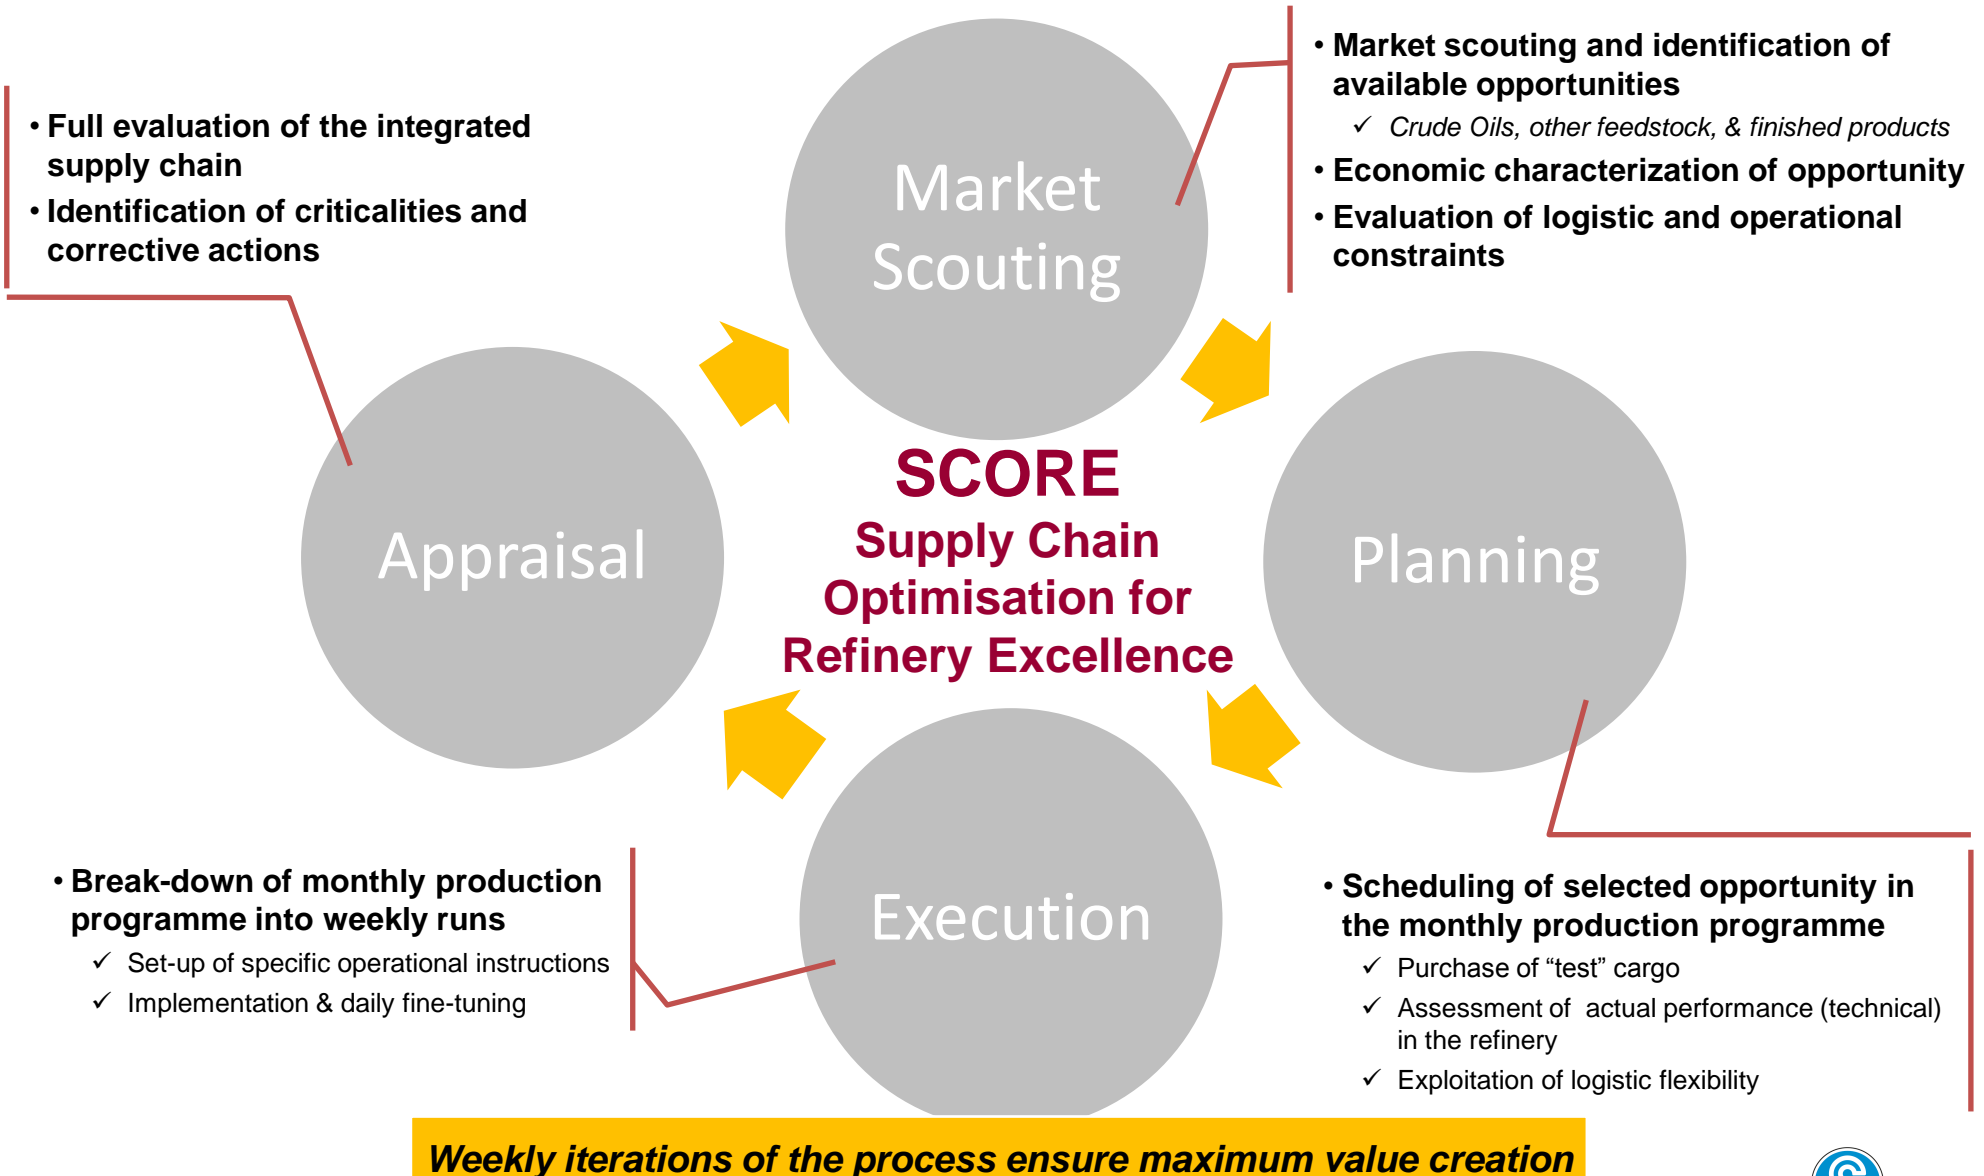 • Market scouting and identification of
available opportunities
✓ Crude Oils, other feedstock, & finished products
• Economic characterization of opportunity
• Evaluation of logistic and operational
constraints
• Full evaluation of the integrated
supply chain
• Identification of criticalities and
corrective actions
Market
Scouting
SCORE
Supply Chain
Optimisation for
Refinery Excellence
Appraisal
Planning
Execution
• Break-down of monthly production
programme into weekly runs
✓ Set-up of specific operational instructions
✓ Implementation & daily fine-tuning
• Scheduling of selected opportunity in
the monthly production programme
✓ Purchase of “test” cargo
✓ Assessment of actual performance (technical)
in the refinery
✓ Exploitation of logistic flexibility
Weekly iterations of the process ensure maximum value creation